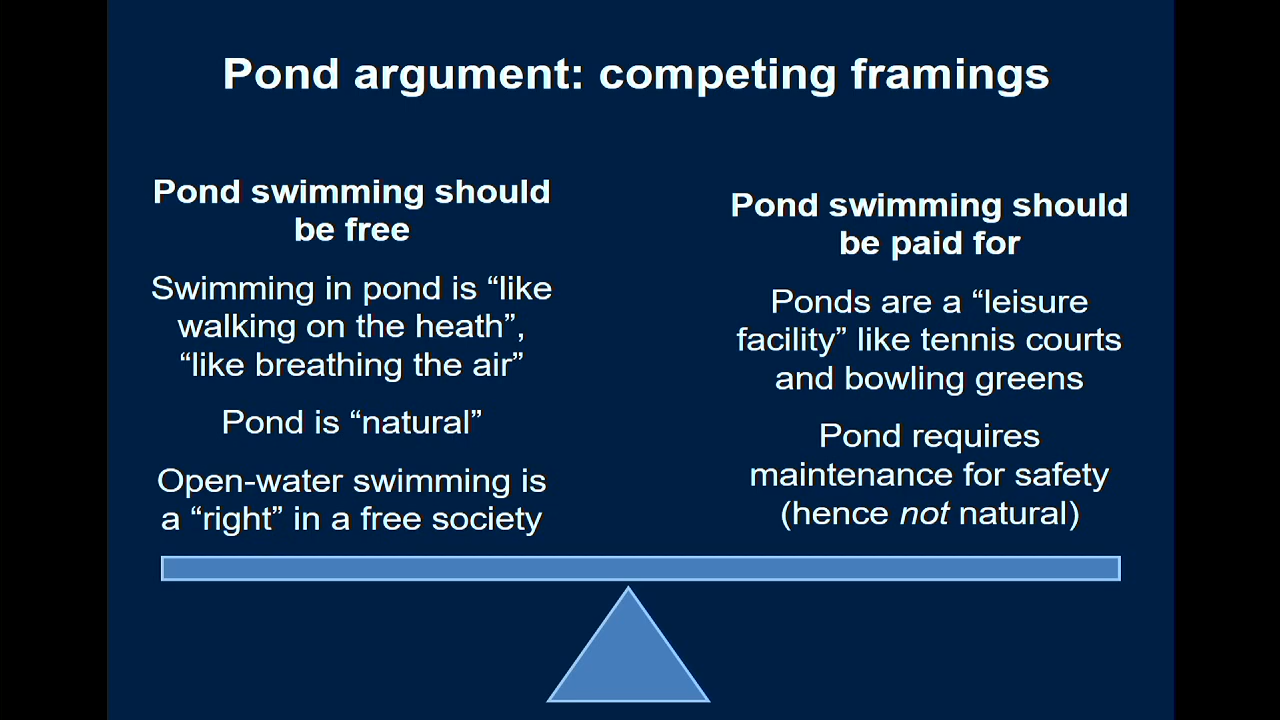 Pond argument: competing framings
Pond swimming should
be free
Swimming in pond is “like
walking on the heath”,
“like breathing the air”
Pond is “natural”
Open-water swimming is
a “right” in a free society
Pond swimming should
be paid for
Ponds are a “leisure
facility” like tennis courts
and bowling greens
Pond requires
maintenance for safety
(hence not natural)